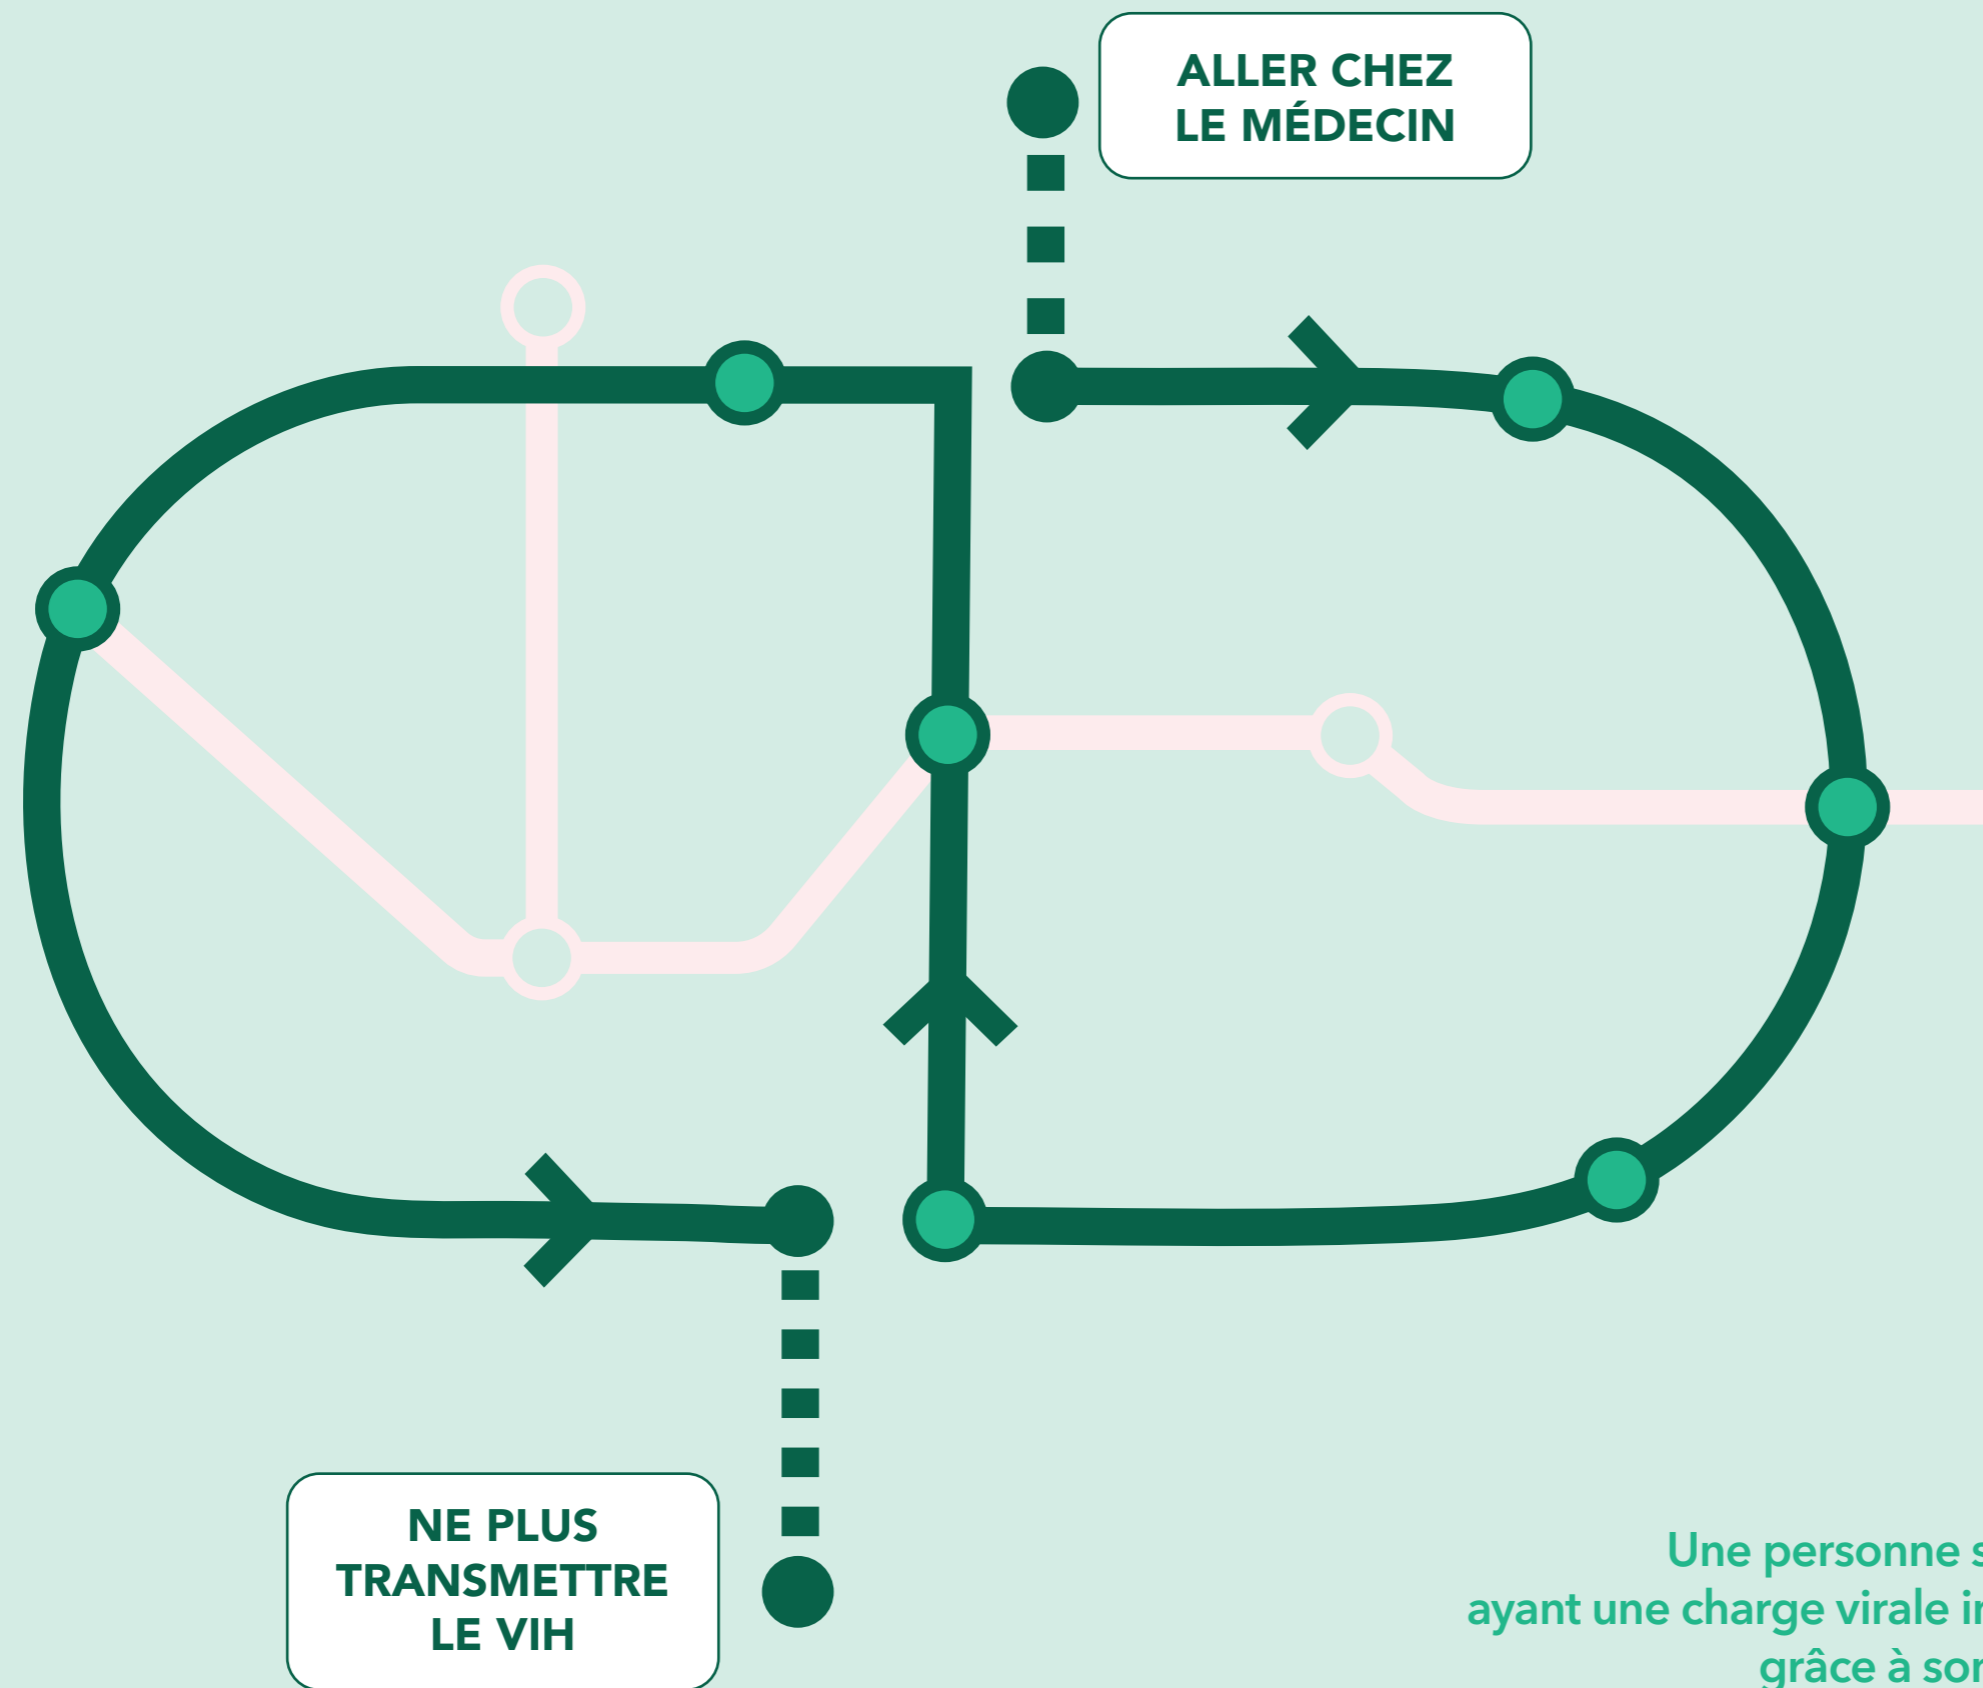 ALLER CHEZ
LE MÉDECIN
NE PLUS
TRANSMETTRE
LE VIH
Une personne
ayant une charge virale
grâce à